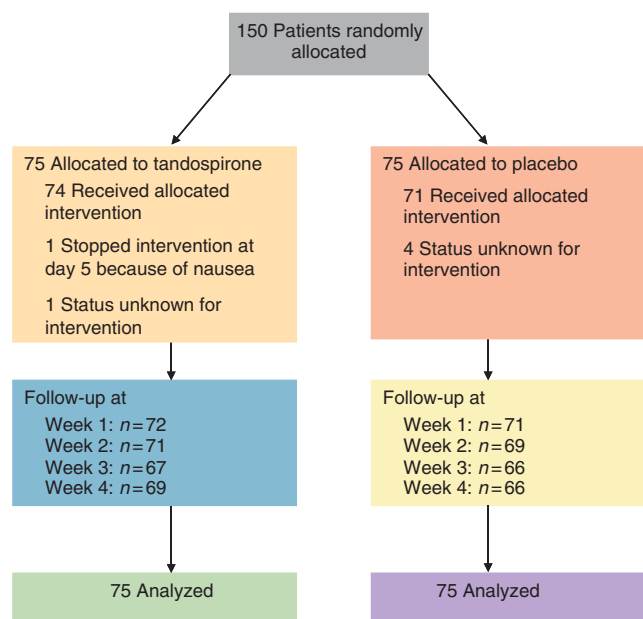 150 Patients randomly
allocated
75 Allocated to tandospirone
74 Received allocated
intervention
1 Stopped intervention at
day 5 because of nausea
1 Status unknown for
intervention
75 Allocated to placebo
71 Received allocated
intervention
4 Status unknown for
intervention
Follow-up at
Week 1: n=72
Week 2: n=71
Week 3: n=67
Week 4: n=69
Follow-up at
Week 1: n=71
Week 2: n=69
Week 3: n=66
Week 4: n=66
75 Analyzed
75 Analyzed